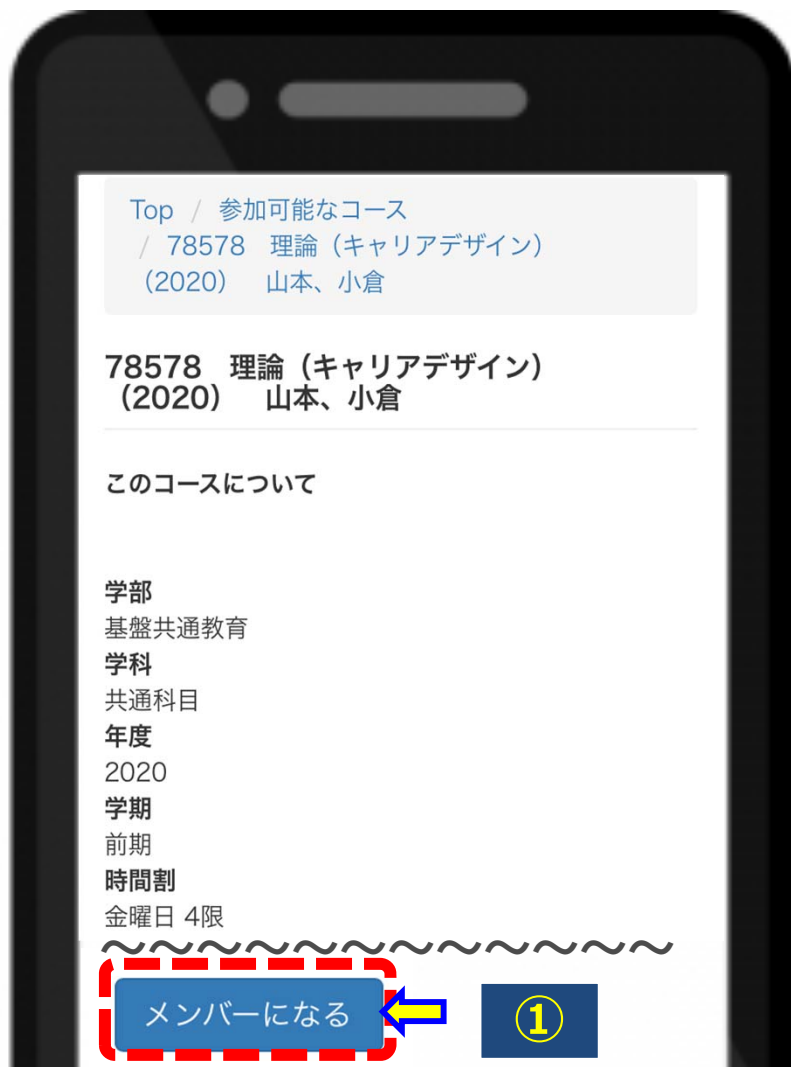 Top / 参加可能なコース
/ 78578　理論（キャリアデザイン）
（2020）　山本、小倉
78578　理論（キャリアデザイン）
（2020）　山本、小倉
このコースについて
学部
基盤共通教育
学科
共通科目
年度
2020
学期
前期
時間割
金曜日 4限
メンバーになる
①